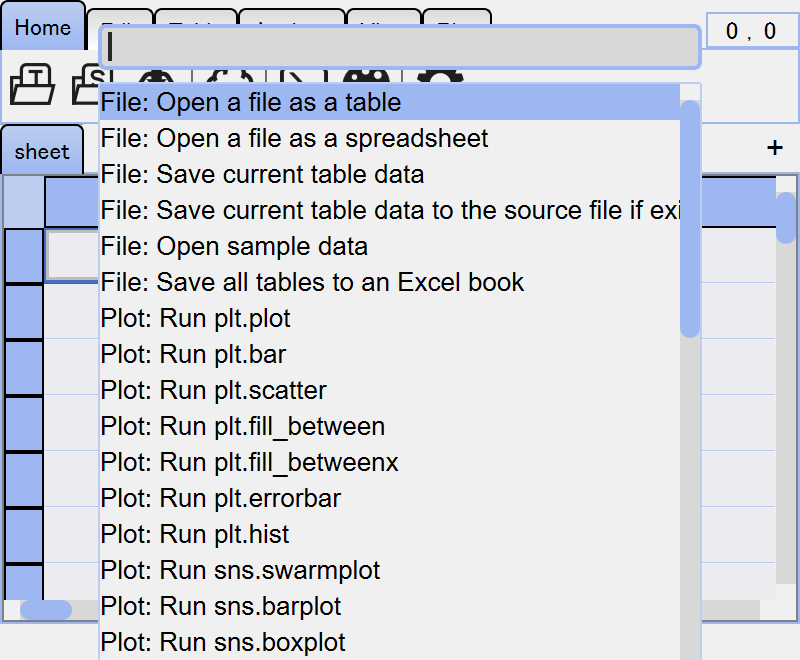 Home
0 , 0
T
S
sheet
+
File: Open a file as a table
File: Open a file as a spreadsheet
File: Save current table data
File: Save current table data to the source file if exi
File: Open sample data
File: Save all tables to an Excel book
Plot: Run plt.plot
Plot: Run plt.bar
Plot: Run plt.scatter
Plot: Run plt.fill_between
Plot: Run plt.fill_betweenx
Plot: Run plt.errorbar
Plot: Run plt.hist
Plot: Run sns.swarmplot
Plot: Run sns.barplot
Plot: Run sns.boxplot